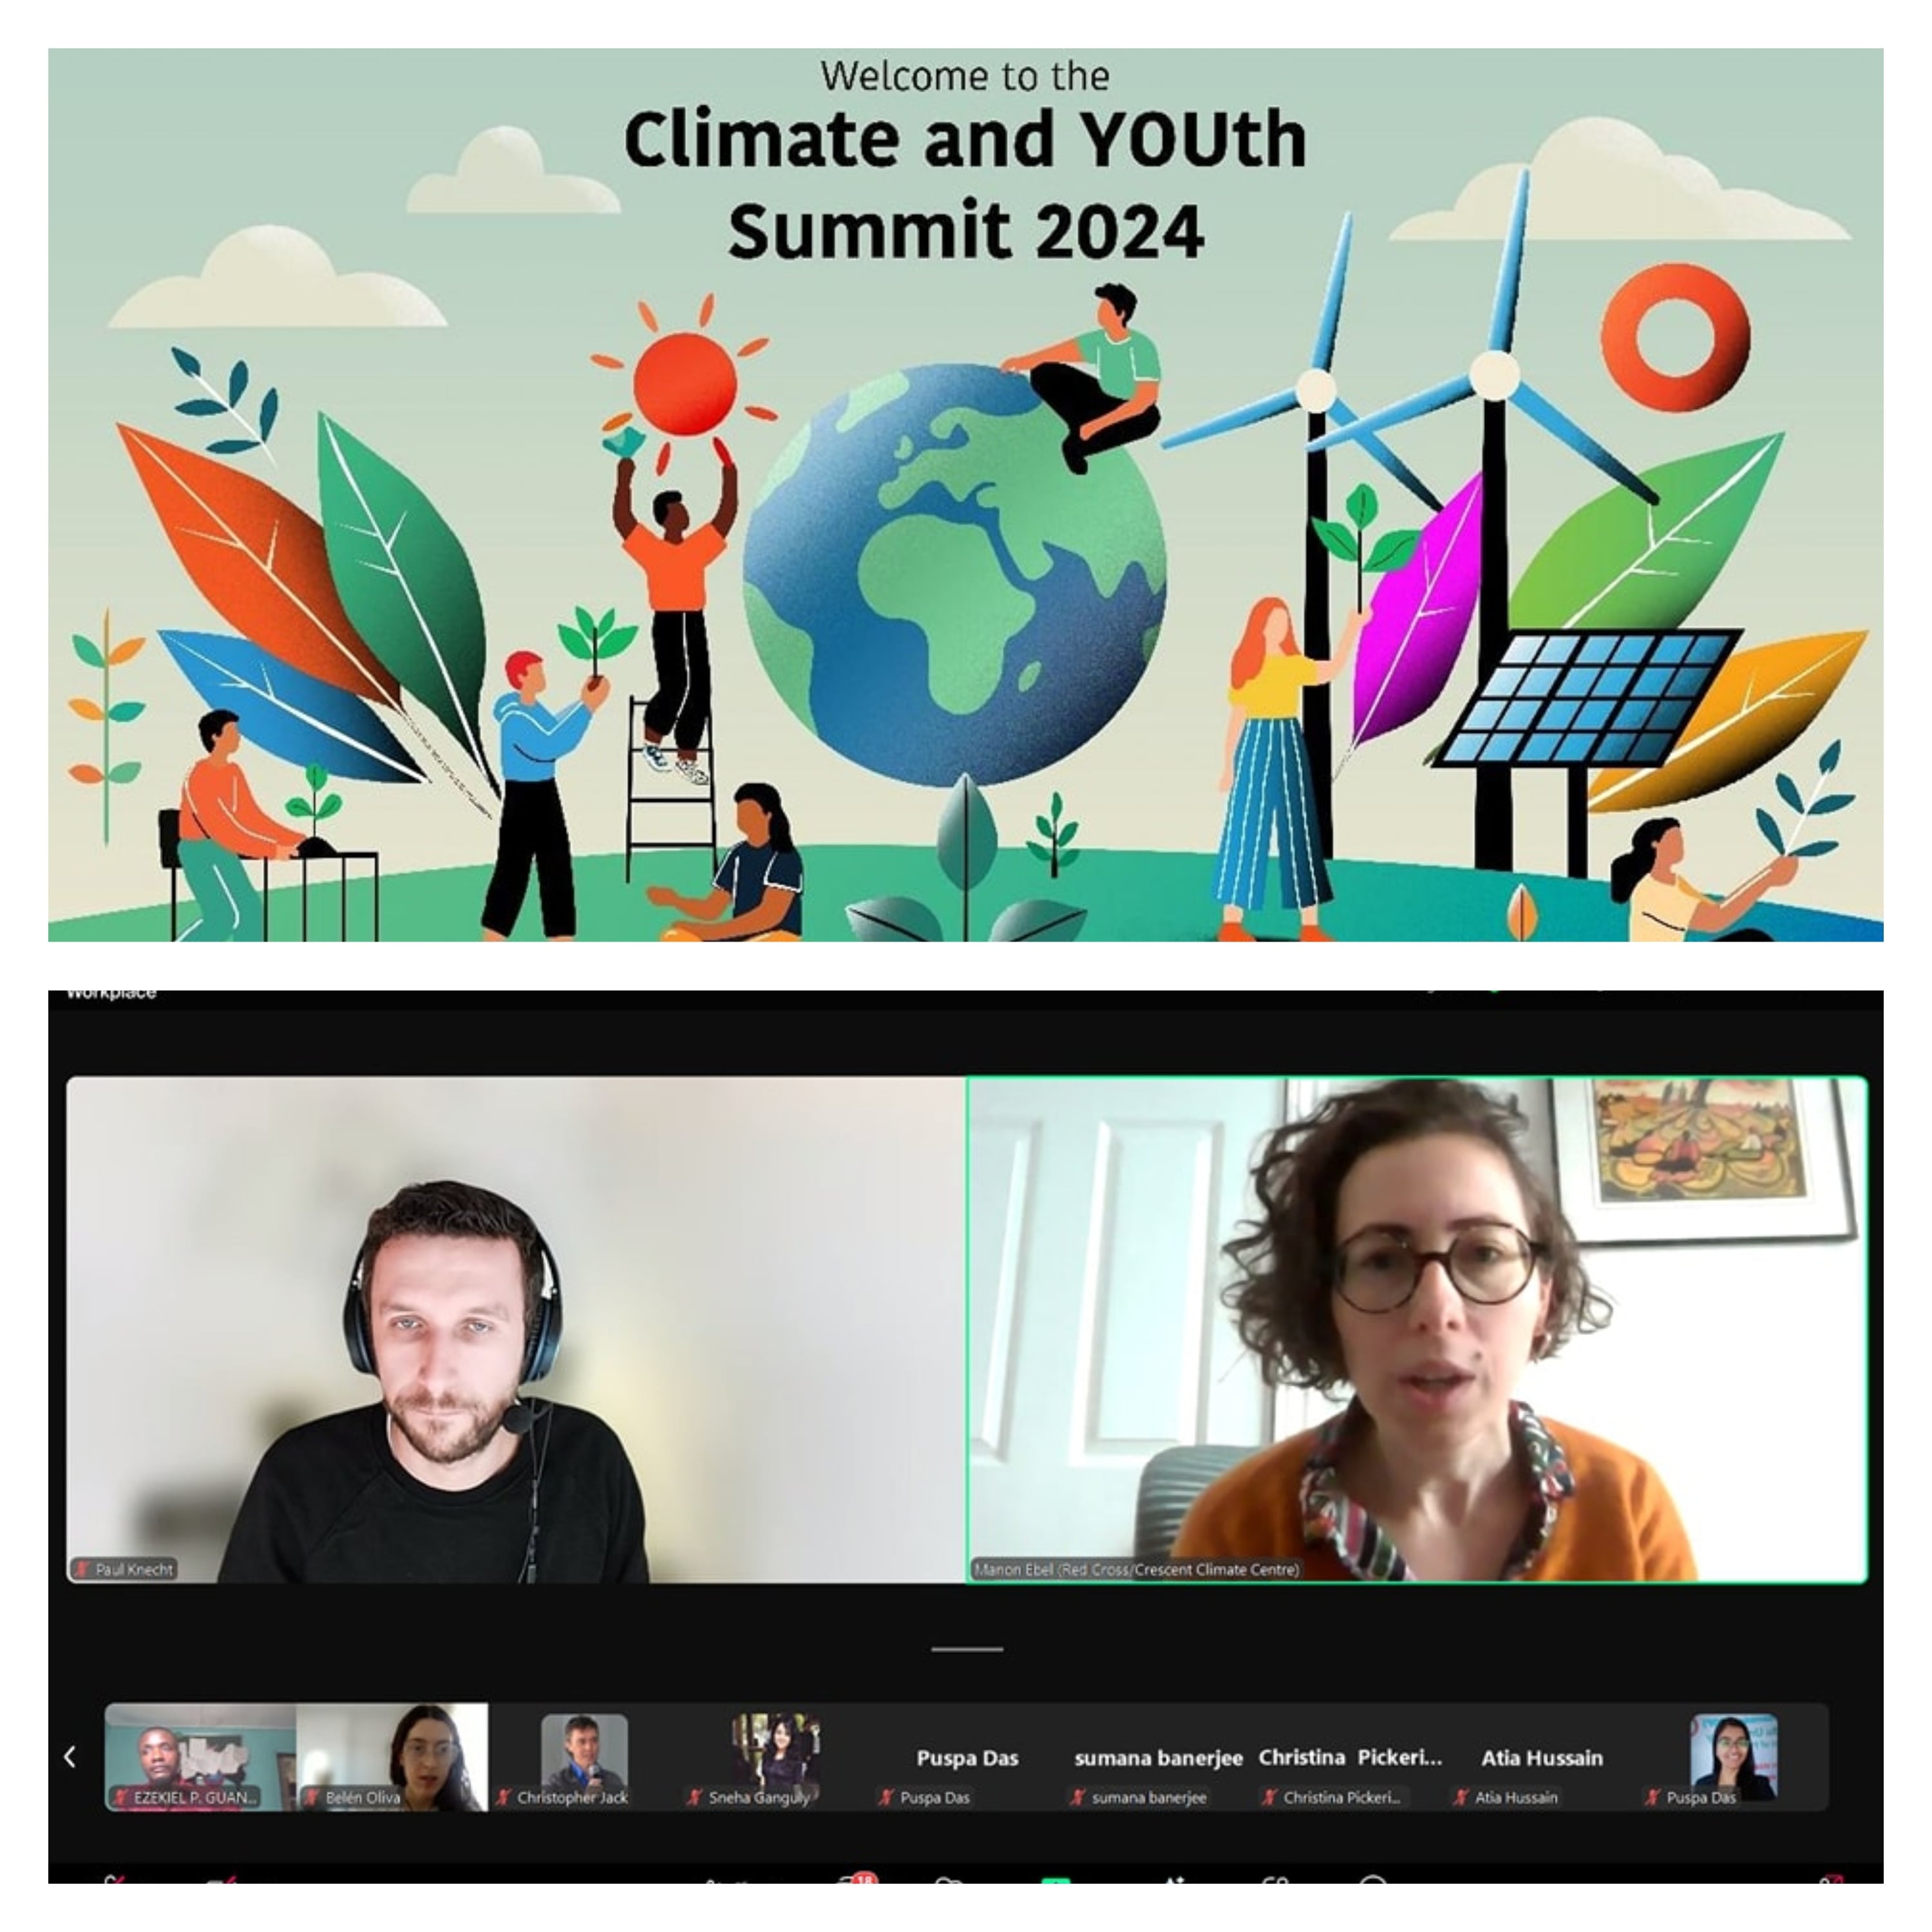 Welcome to the
Climate and YOUth
Summit 2024
Workplace
Paul Knecht
Manon Ebel (Red Cross/Crescent Climate Centre)
Puspa Das
sumana banerjee
Christina Pickeri...
Atia Hussain
EZEKIEL P. GUAN...
Belén Oliva
Christopher Jack
Sneha Ganguly
Puspa Das
sumana banerjee
Christina Pickeri...
Atia Hussain
Puspa Das
18